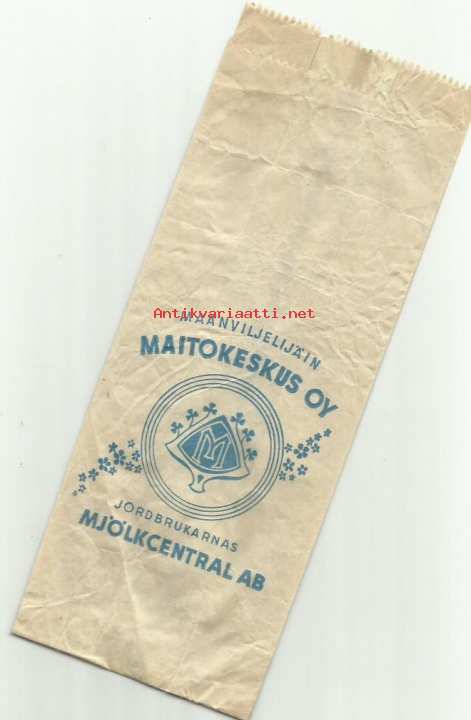 Antikvariaatti.net
MAANVILJELIJÄIN
MAITOKESKUS OY
M
JORDBRUKARNAS
MJÖLKCENTRAL AB